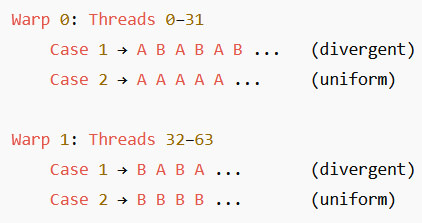 Warp 0: Threads 0–31
Case 1 → A B A B A B ... (divergent)
Case 2 → A A A A A ... (uniform)
Warp 1: Threads 32–63
Case 1 → B A B A ... (divergent)
Case 2 → B B B B ... (uniform)